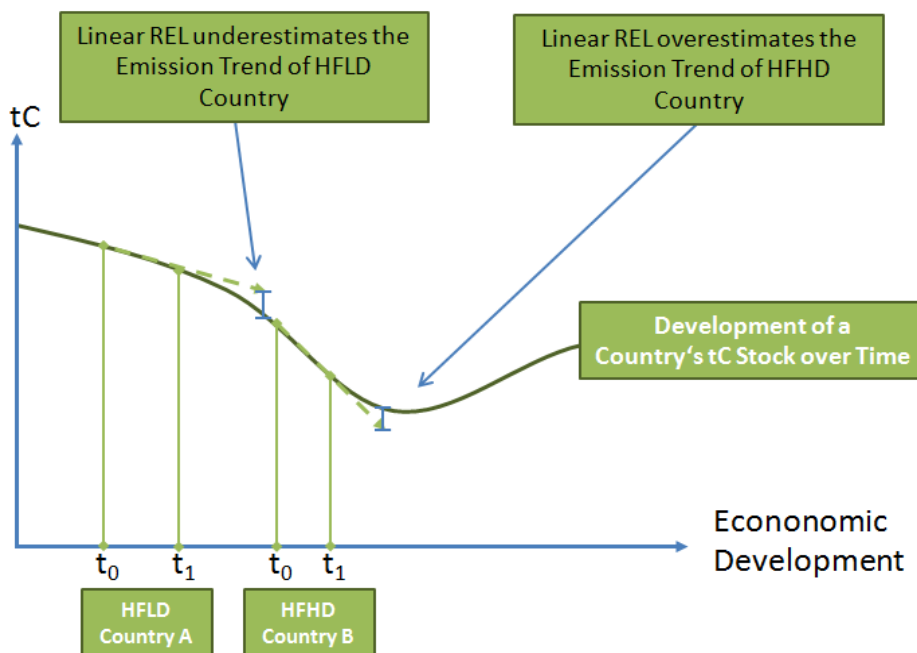 Linear REL underestimates the
Emission Trend of HFLD
Country
Linear REL overestimates the
Emission Trend of HFHD
Country
tC
Development of a
Country‘s tC Stock over Time
Econonomic
Development
t0
t1
t0
t1
HFLD
Country A
HFHD
Country B